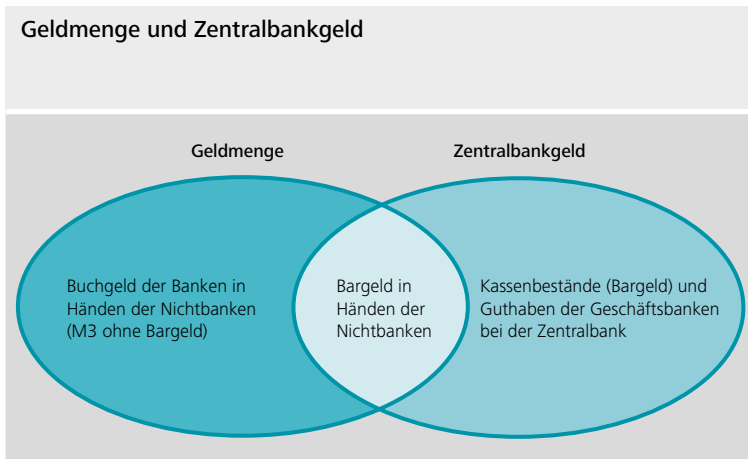 Geldmenge und Zentralbankgeld
Geldmenge
Zentralbankgeld
Buchgeld der Banken in
Händen der Nichtbanken
(M3 ohne Bargeld)
Bargeld in
Händen der
Nichtbanken
Kassenbestände (Bargeld) und
Guthaben der Geschäftsbanken
bei der Zentralbank